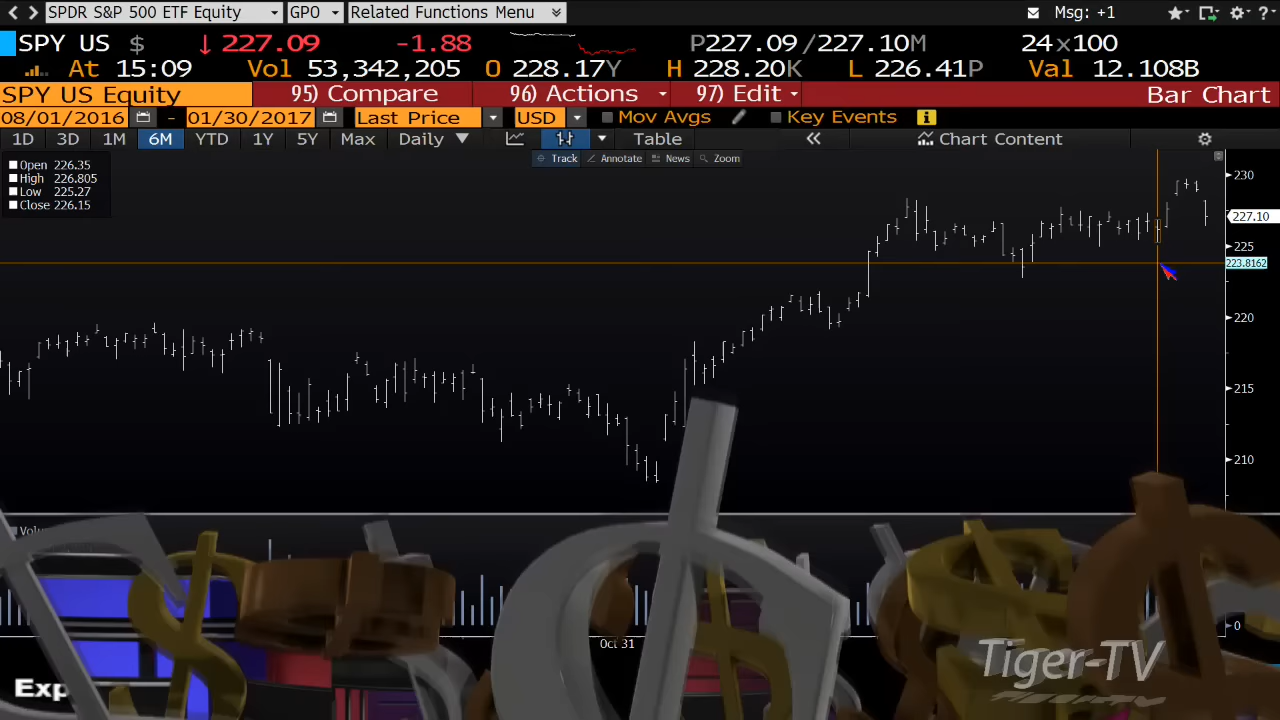 SPDR S&P 500 ETF Equity GPO Related Functions Menu Msg: +1
SPY US $ ↓ 227.09 -1.88 P227.09/227.10M 24x100
At 15:09 Vol 53,342,205 O 228.17Y H 228.20K L 226.41P Val 12.108B
SPY US Equity 95) Compare 96) Actions 97) Edit Bar Chart
08/01/2016 - 01/30/2017 Last Price USD Mov Avgs Key Events
1D 3D 1M 6M YTD 1Y 5Y Max Daily Table « Chart Content
Track Annotate News Zoom
Open 226.35
High 226.805
Low 225.27
Close 226.15
230
227.10
225
223.8162
220
215
210
0
Oct 31
Tiger-TV
Exp